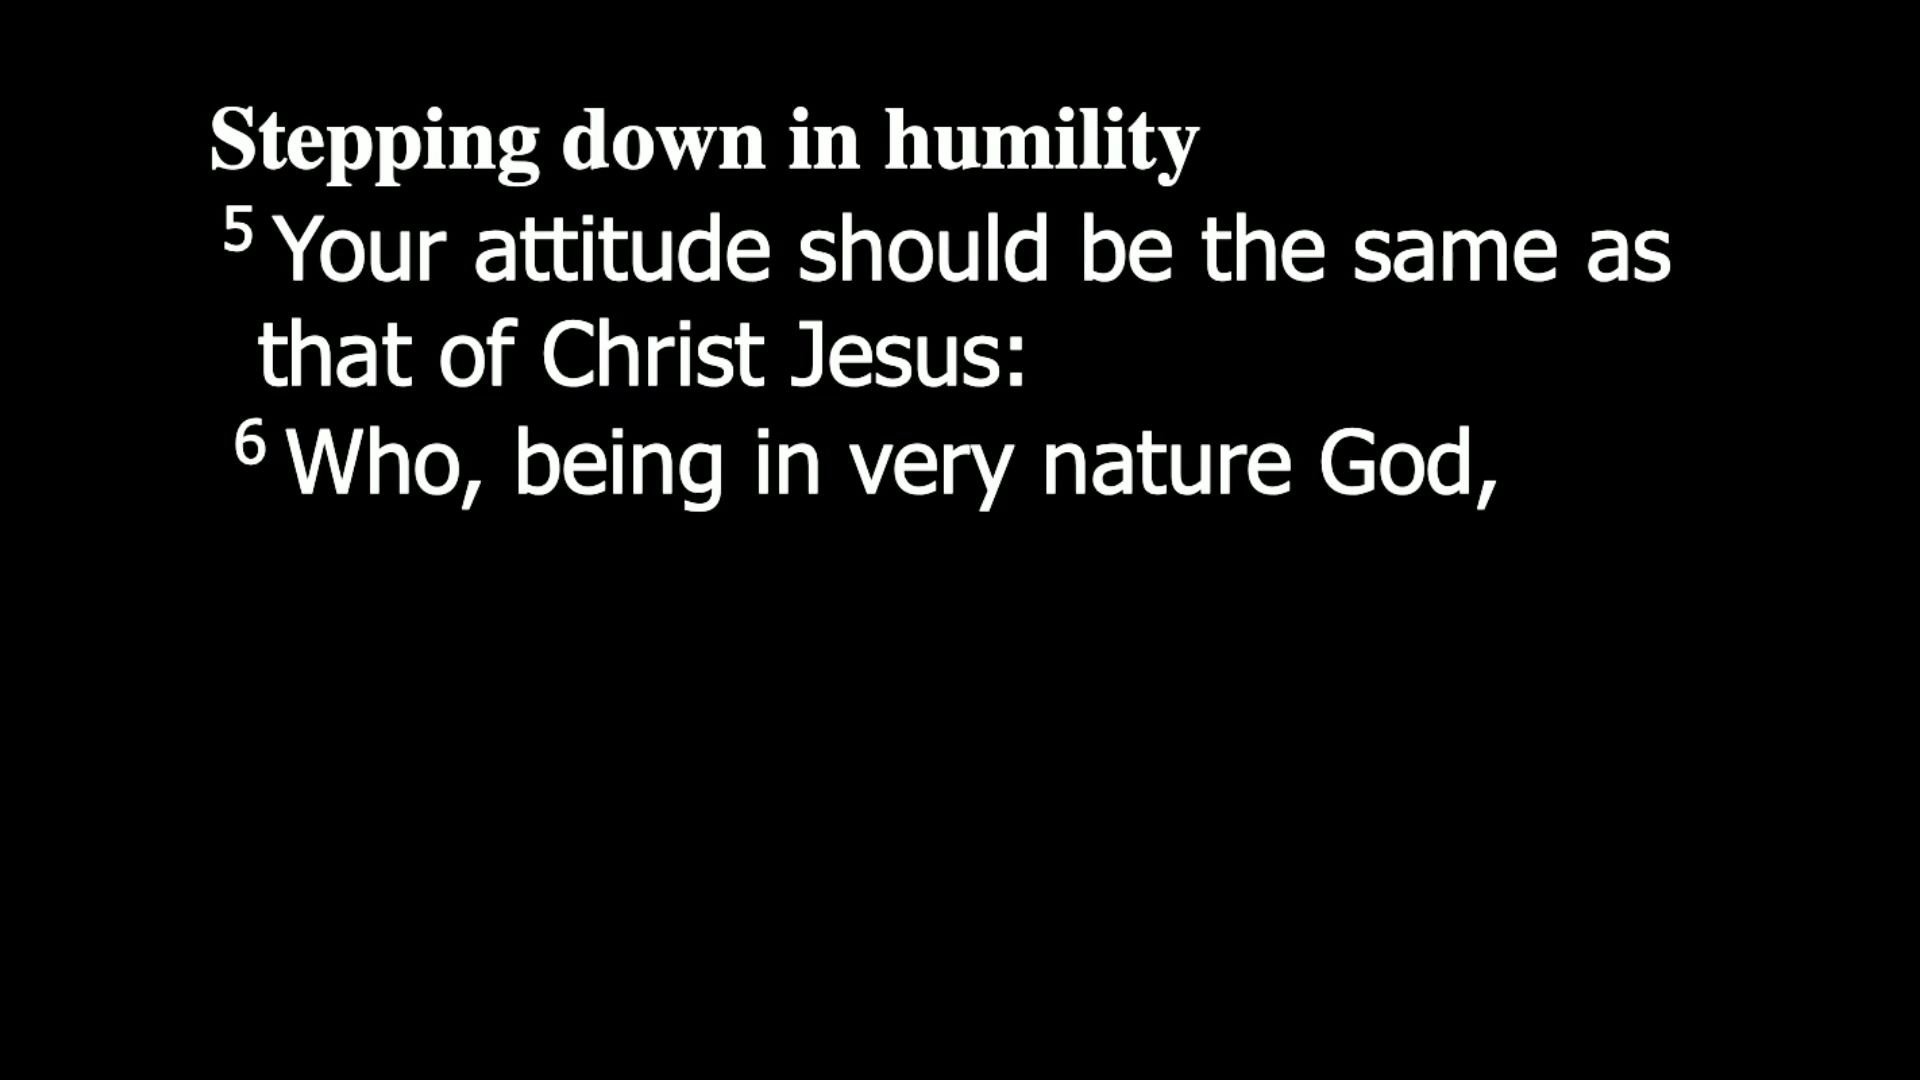 Stepping down in humility
5 Your attitude should be the same as
that of Christ Jesus:
6 Who, being in very nature God,